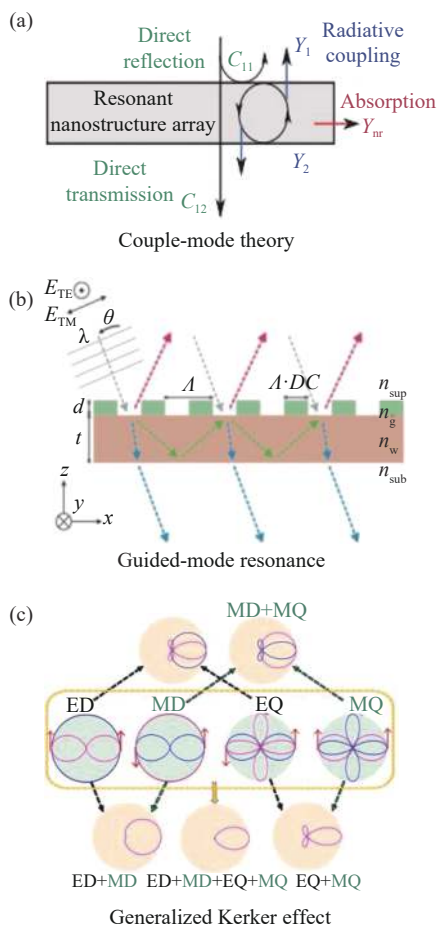 (a)
Direct
reflection
C11
Y1
Radiative
coupling
Resonant
nanostructure array
Absorption
Ynr
Direct
transmission
C12
Y2
Couple-mode theory
(b)
ETE
ETM
λ
θ
Λ
Λ·DC
nsup
d
ng
t
nw
nsub
z
y
x
Guided-mode resonance
(c)
MD+MQ
ED
MD
EQ
MQ
ED+MD
ED+MD+EQ+MQ
EQ+MQ
Generalized Kerker effect